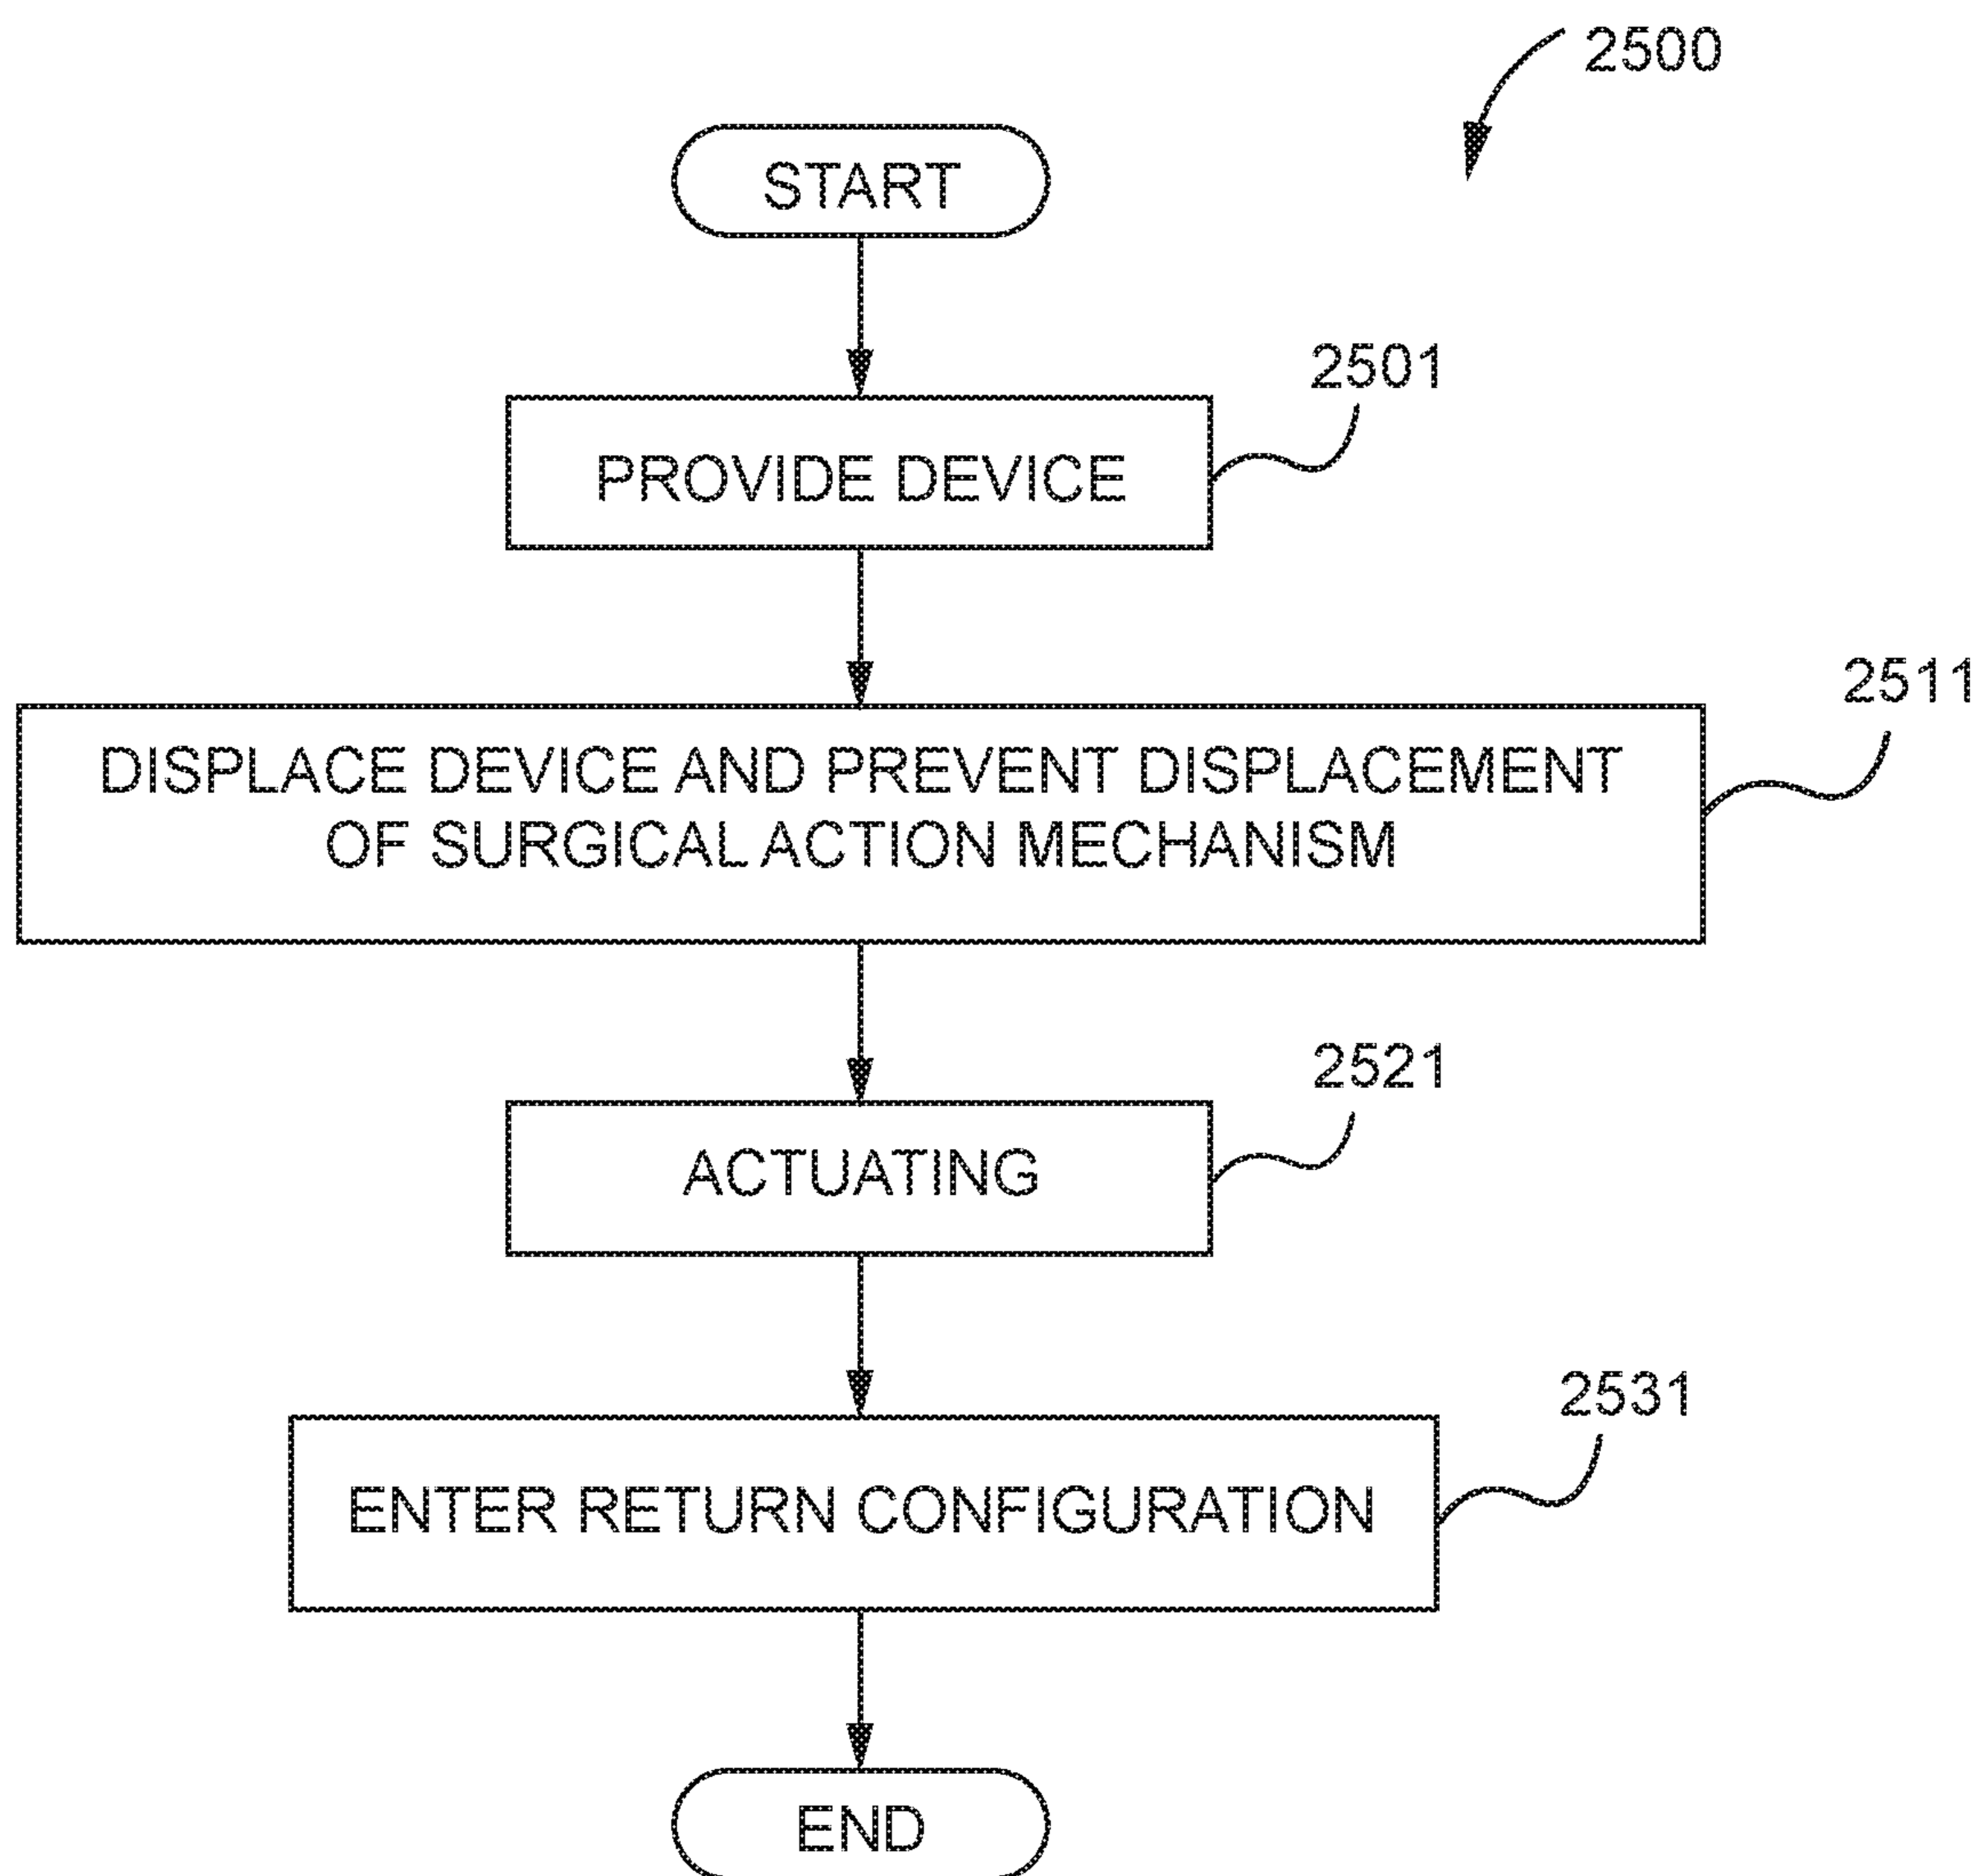 2500
START
2501
PROVIDE DEVICE
2511
DISPLACE DEVICE AND PREVENT DISPLACEMENT
OF SURGICAL ACTION MECHANISM
2521
ACTUATING
2531
ENTER RETURN CONFIGURATION
END